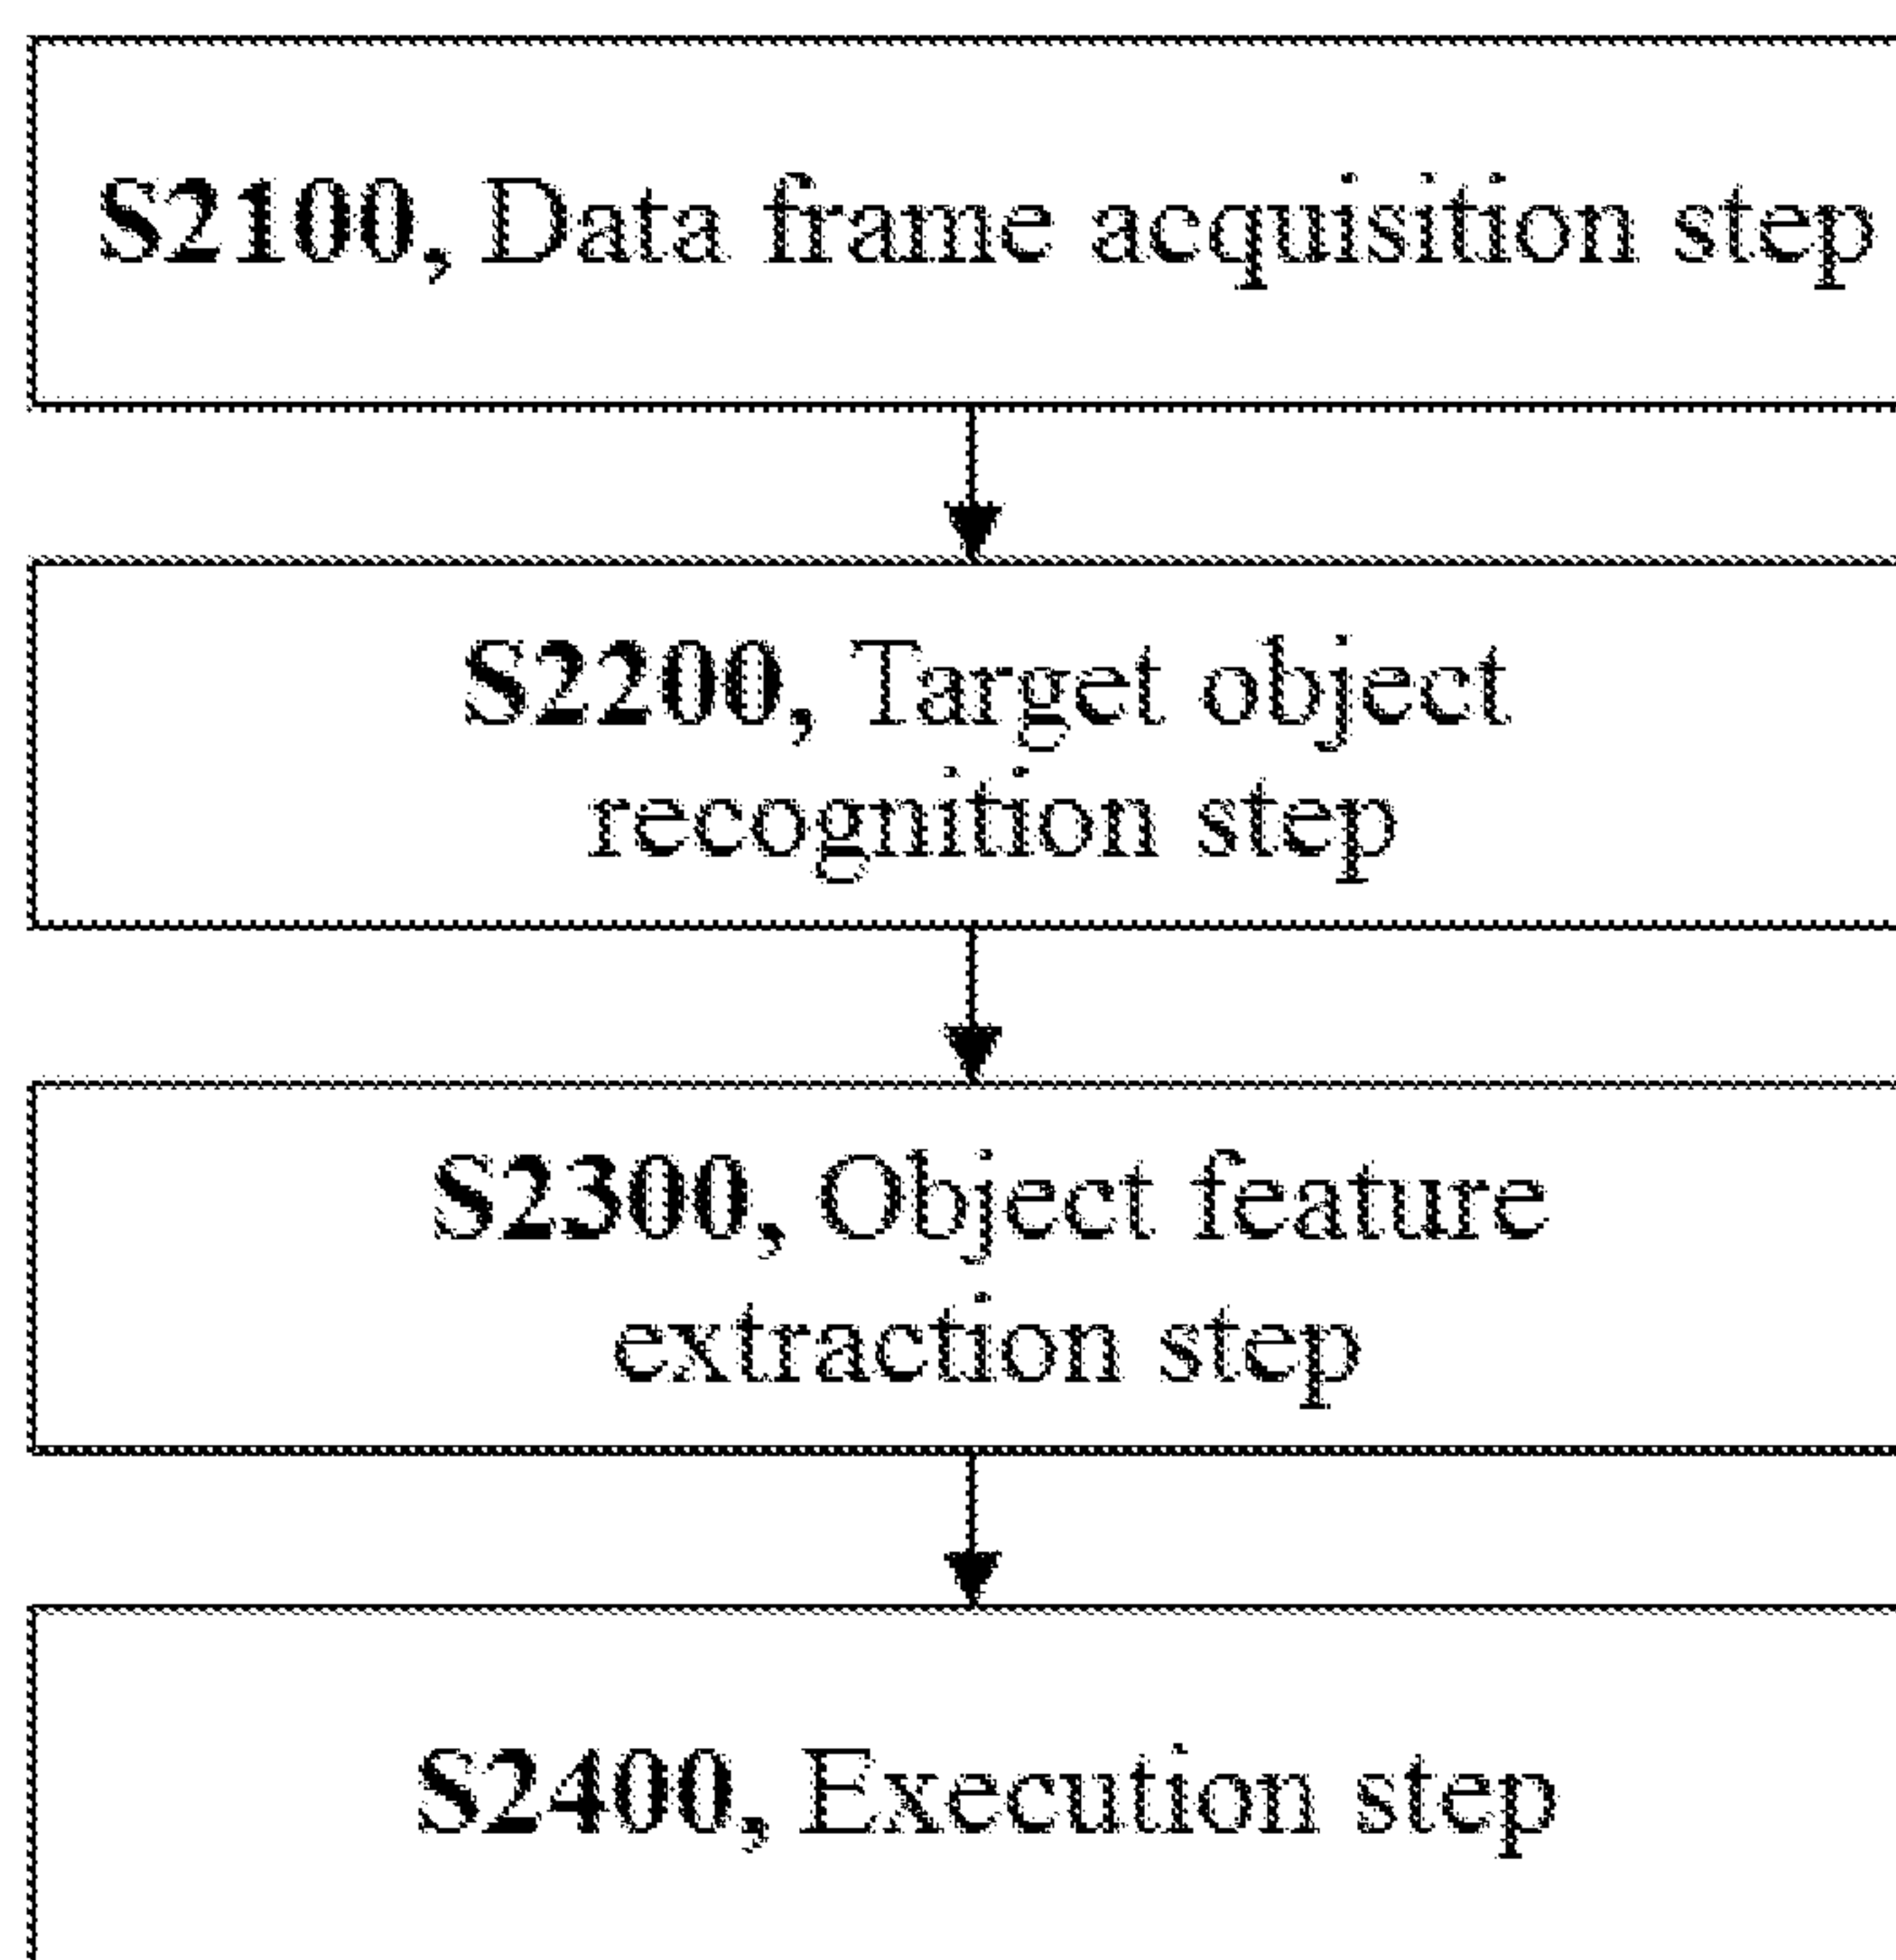 S2100, Data frame acquisition step
S2200, Target object
recognition step
S2300, Object feature
extraction step
S2400, Execution step